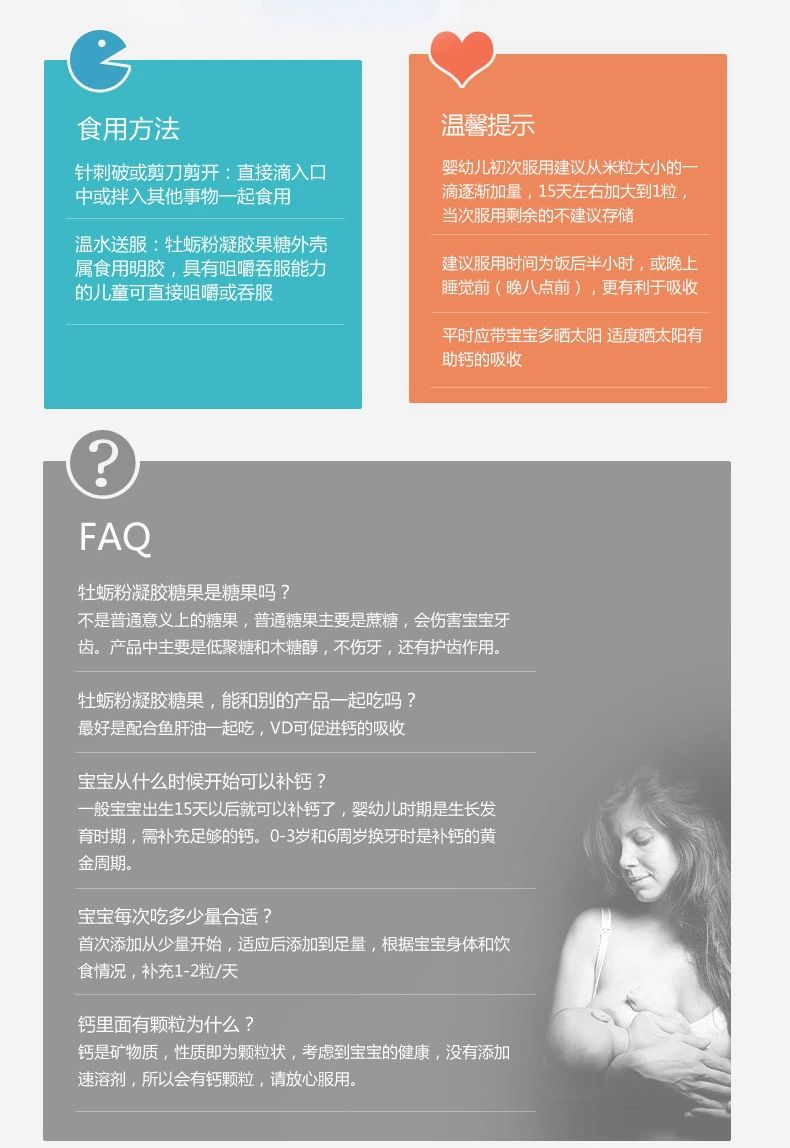 食用方法
针刺破或剪刀剪开：直接滴入口
中或拌入其他事物一起食用
温水送服：牡蛎粉凝胶果糖外壳
属食用明胶，具有咀嚼吞服能力
的儿童可直接咀嚼或吞服
温馨提示
婴幼儿初次服用建议从米粒大小的一
滴逐渐加量，15天左右加大到1粒，
当次服用剩余的不建议存储
建议服用时间为饭后半小时，或晚上
睡觉前（晚八点前），更有利于吸收
平时应带宝宝多晒太阳 适度晒太阳有
助钙的吸收
?
FAQ
牡蛎粉凝胶糖果是糖果吗？
不是普通意义上的糖果，普通糖果主要是蔗糖，会伤害宝宝牙
齿。产品中主要是低聚糖和木糖醇，不伤牙，还有护齿作用。
牡蛎粉凝胶糖果，能和别的产品一起吃吗？
最好是配合鱼肝油一起吃，VD可促进钙的吸收
宝宝从什么时候开始可以补钙？
一般宝宝出生15天以后就可以补钙了，婴幼儿时期是生长发
育时期，需补充足够的钙。0-3岁和6周岁换牙时是补钙的黄
金周期。
宝宝每次吃多少量合适？
首次添加从少量开始，适应后添加到足量，根据宝宝身体和饮
食情况，补充1-2粒/天
钙里面有颗粒为什么？
钙是矿物质，性质即为颗粒状，考虑到宝宝的健康，没有添加
速溶剂，所以会有钙颗粒，请放心服用。